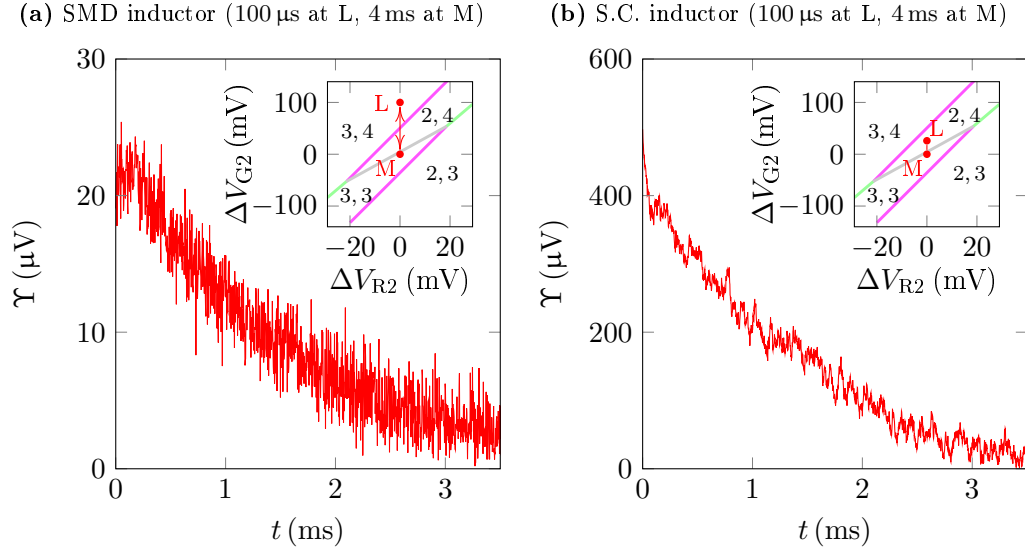 (a) SMD inductor (100 μs at L, 4 ms at M)
30
20
10
0
0
1
2
3
ϒ (μV)
t (ms)
100
0
−100
−20
0
20
ΔV_G2 (mV)
ΔV_R2 (mV)
L
M
3, 4
2, 4
3, 3
2, 3
(b) S.C. inductor (100 μs at L, 4 ms at M)
600
400
200
0
0
1
2
3
ϒ (μV)
t (ms)
100
0
−100
−20
0
20
ΔV_G2 (mV)
ΔV_R2 (mV)
L
M
3, 4
2, 4
3, 3
2, 3